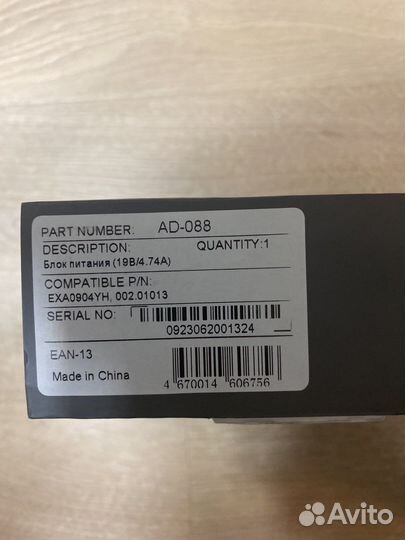 PART NUMBER: AD-088
DESCRIPTION: QUANTITY:1
Блок питания (19В/4.74А)
COMPATIBLE P/N:
EXA0904YH, 002.01013
SERIAL NO:
0923062001324
EAN-13
Made in China
4 670014 606756
Avito